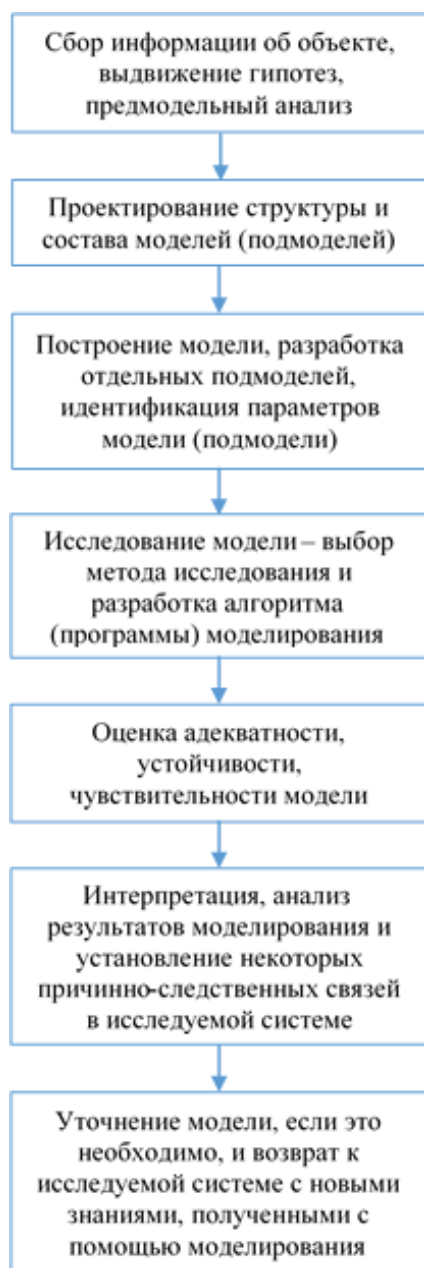 Сбор информации об объекте,
выдвижение гипотез,
предмодельный анализ
Проектирование структуры и
состава моделей (подмоделей)
Построение модели, разработка
отдельных подмоделей,
идентификация параметров
модели (подмодели)
Исследование модели – выбор
метода исследования и
разработка алгоритма
(программы) моделирования
Оценка адекватности,
устойчивости,
чувствительности модели
Интерпретация, анализ
результатов моделирования и
установление некоторых
причинно-следственных связей
в исследуемой системе
Уточнение модели, если это
необходимо, и возврат к
исследуемой системе с новыми
знаниями, полученными с
помощью моделирования